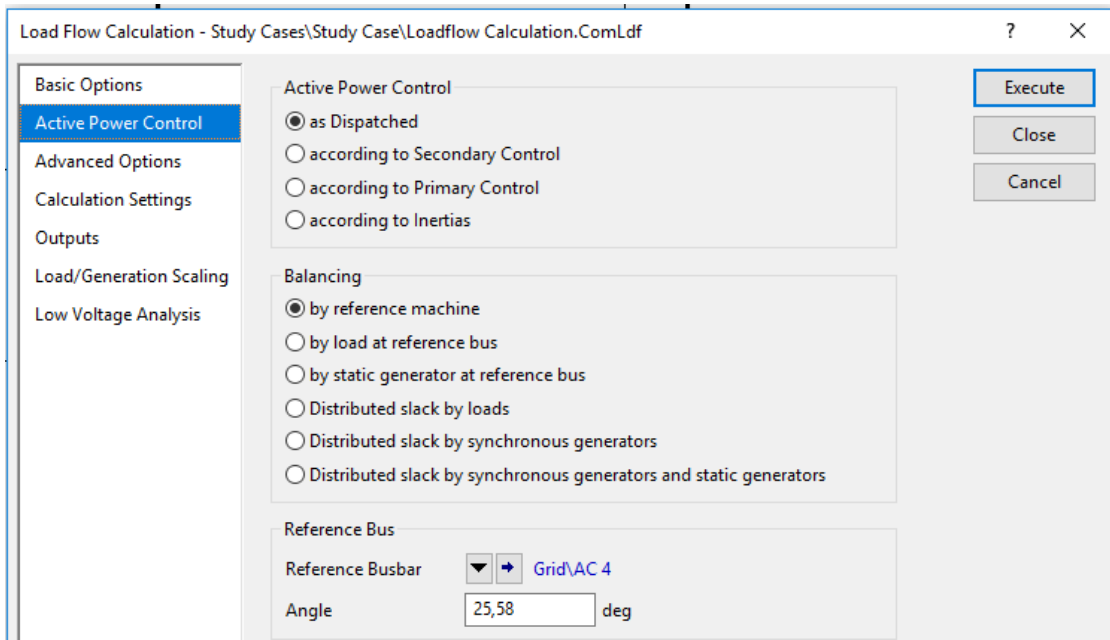 Load Flow Calculation - Study Cases\Study Case\Loadflow Calculation.ComLdf ?
Basic Options
Active Power Control
Advanced Options
Calculation Settings
Outputs
Load/Generation Scaling
Low Voltage Analysis
Active Power Control
as Dispatched
according to Secondary Control
according to Primary Control
according to Inertias
Balancing
by reference machine
by load at reference bus
by static generator at reference bus
Distributed slack by loads
Distributed slack by synchronous generators
Distributed slack by synchronous generators and static generators
Reference Bus
Reference Busbar Grid\AC 4
Angle 25,58 deg
Execute
Close
Cancel